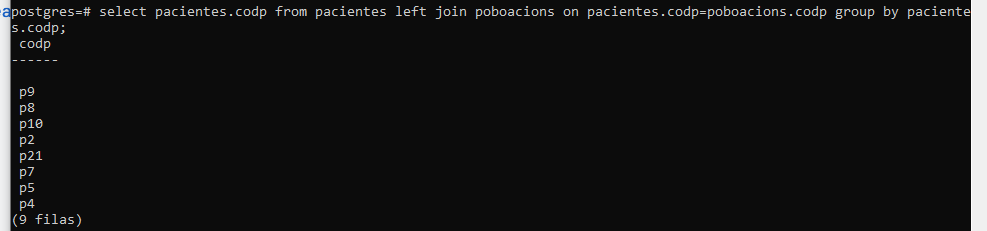 postgres=# select pacientes.codp from pacientes left join poboacions on pacientes.codp=poboacions.codp group by paciente
s.codp;
 codp
------

 p9
 p8
 p10
 p2
 p21
 p7
 p5
 p4
(9 filas)